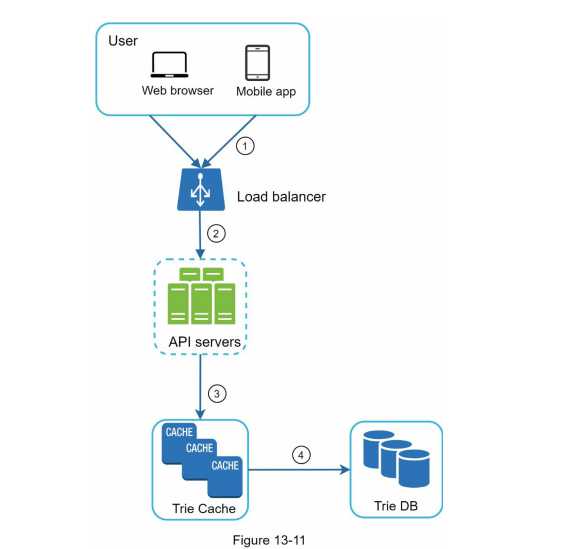 User
Web browser
Mobile app
1
Load balancer
2
API servers
3
CACHE
CACHE
CACHE
4
Trie Cache
Trie DB
Figure 13-11